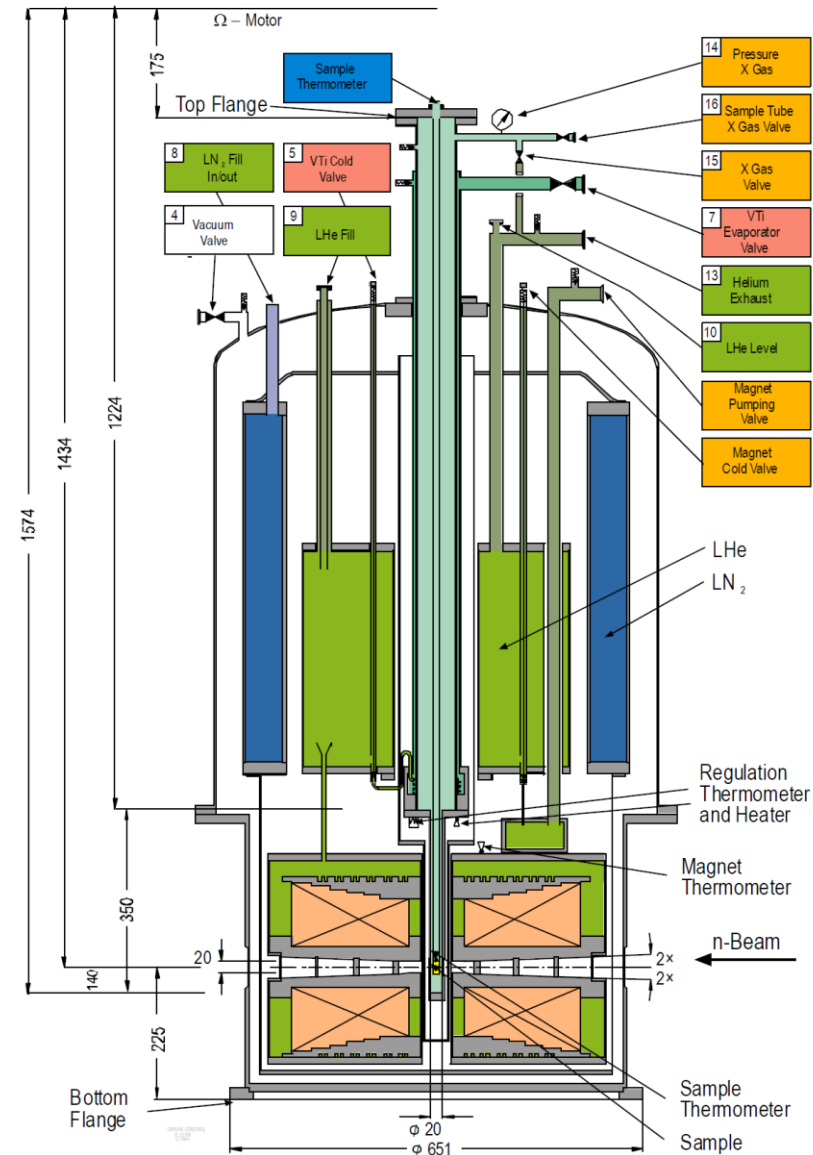 Ω – Motor
175
Top Flange
Sample
Thermometer
14
Pressure
X Gas
16
Sample Tube
X Gas Valve
15
X Gas
Valve
7
VTi
Evaporator
Valve
13
Helium
Exhaust
10
LHe Level
Magnet
Pumping
Valve
Magnet
Cold Valve
8
LN₂ Fill
In/out
5
VTi Cold
Valve
4
Vacuum
Valve
9
LHe Fill
1224
1434
1574
LHe
LN₂
Regulation
Thermometer
and Heater
Magnet
Thermometer
350
20
140
225
n-Beam
2×
2×
Bottom
Flange
Sample
Thermometer
Sample
ϕ 20
ϕ 651